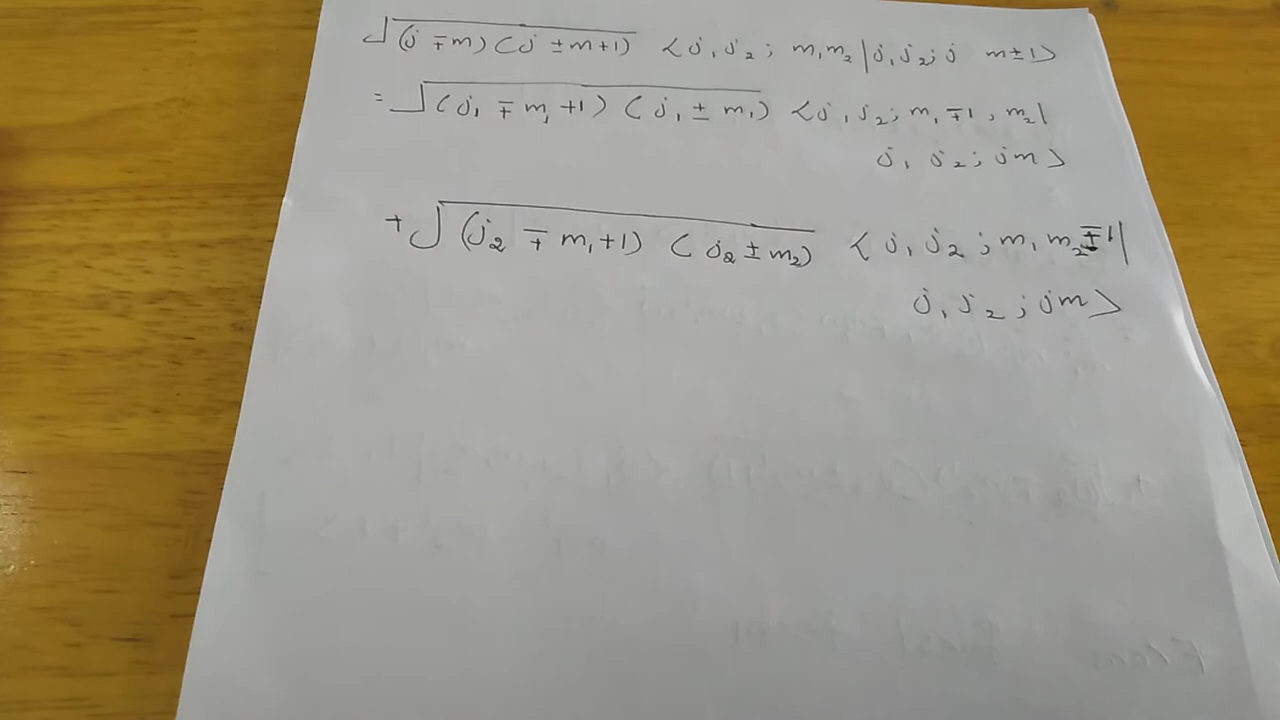 √(j ∓ m) (j ± m + 1) < j₁ j₂ ; m₁ m₂ | j₁ j₂ ; j m ± 1 >
= √(j₁ ∓ m₁ + 1) (j₁ ± m₁) < j₁ j₂ ; m₁ ∓ 1 , m₂ |
j₁ j₂ ; j m >
+ √(j₂ ∓ m₁ + 1) (j₂ ± m₂) < j₁ j₂ ; m₁ m₂ ∓ 1 |
j₁ j₂ ; j m >